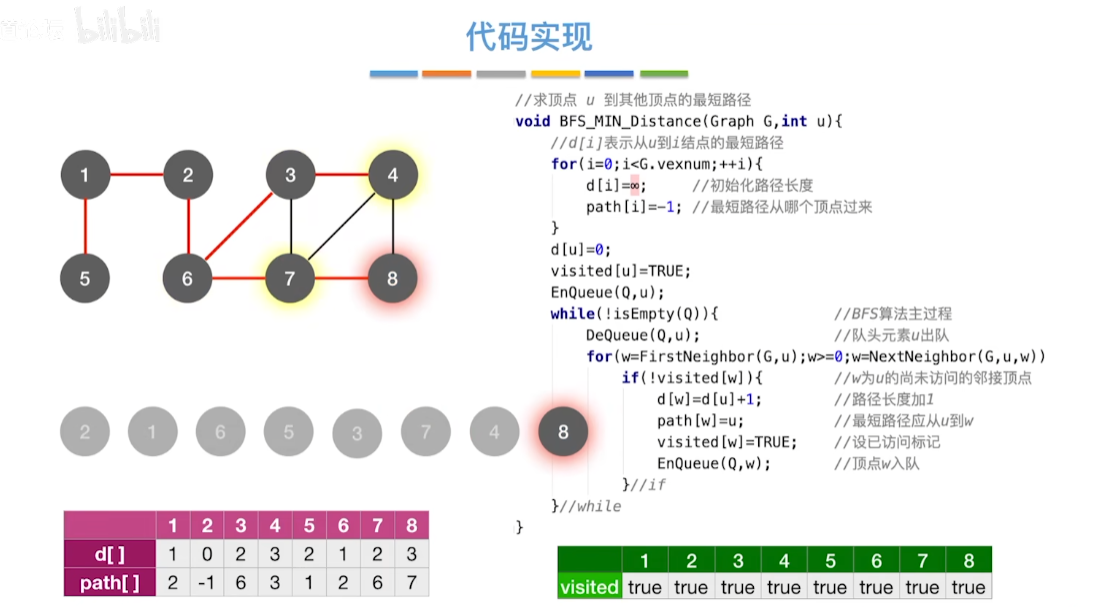 bilibili
代码实现
1 2 3 4
5 6 7 8
2 1 6 5 3 7 4 8
1 2 3 4 5 6 7 8
d[ ] 1 0 2 3 2 1 2 3
path[ ] 2 -1 6 3 1 2 6 7
//求顶点 u 到其他顶点的最短路径
void BFS_MIN_Distance(Graph G,int u){
//d[i]表示从u到i结点的最短路径
for(i=0;i<G.vexnum;++i){
d[i]=∞; //初始化路径长度
path[i]=-1; //最短路径从哪个顶点过来
}
d[u]=0;
visited[u]=TRUE;
EnQueue(Q,u);
while(!isEmpty(Q)){ //BFS算法主过程
DeQueue(Q,u); //队头元素u出队
for(w=FirstNeighbor(G,u);w>=0;w=NextNeighbor(G,u,w))
if(!visited[w]){ //w为u的尚未访问的邻接顶点
d[w]=d[u]+1; //路径长度加1
path[w]=u; //最短路径应从u到w
visited[w]=TRUE; //设已访问标记
EnQueue(Q,w); //顶点w入队
}//if
}//while
}
1 2 3 4 5 6 7 8
visited true true true true true true true true